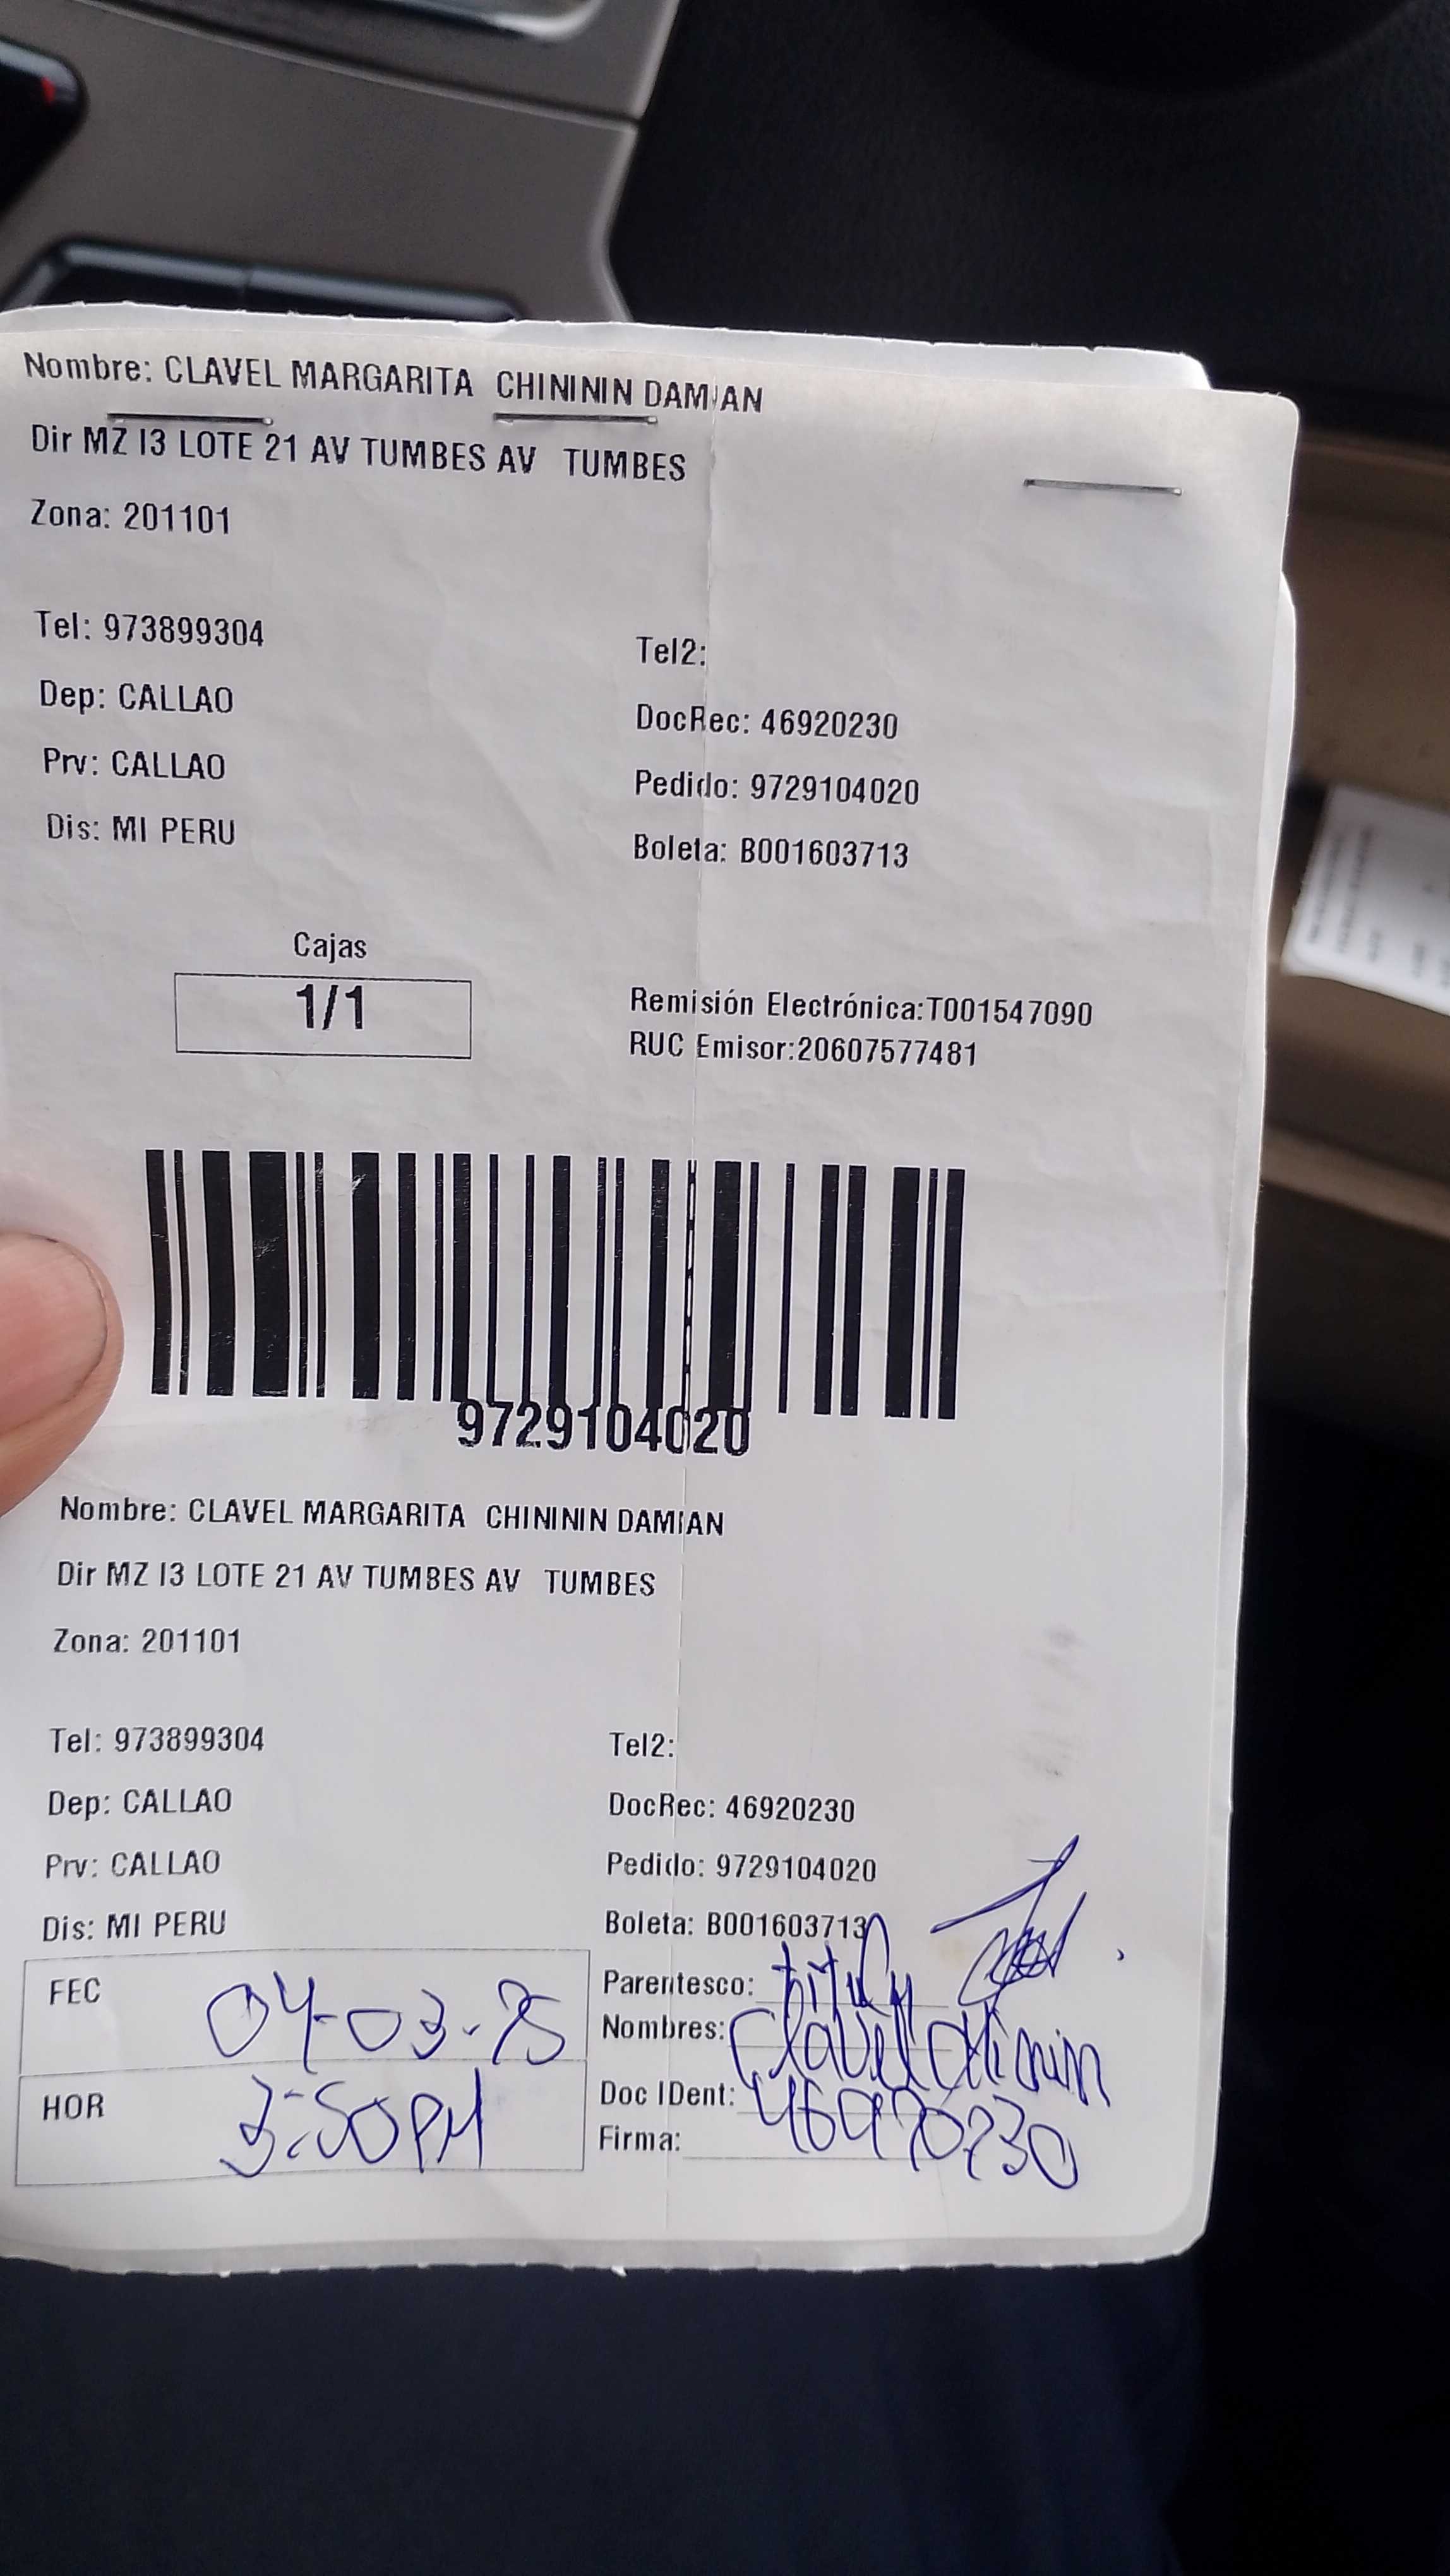 Nombre: CLAVEL MARGARITA CHINININ DAMIAN
Dir MZ I3 LOTE 21 AV TUMBES AV TUMBES
Zona: 201101
Tel: 973899304
Tel2:
Dep: CALLAO
DocRec: 46920230
Prv: CALLAO
Pedido: 9729104020
Dis: MI PERU
Boleta: B001603713
Cajas
1/1
Remisión Electrónica:T001547090
RUC Emisor:20607577481
9729104020
Nombre: CLAVEL MARGARITA CHINININ DAMIAN
Dir MZ I3 LOTE 21 AV TUMBES AV TUMBES
Zona: 201101
Tel: 973899304
Tel2:
Dep: CALLAO
DocRec: 46920230
Prv: CALLAO
Pedido: 9729104020
Dis: MI PERU
Boleta: B001603713
FEC 04-03-25
Parentesco:
Nombres: Clavel Chininin
HOR 3:50PM
Doc IDent: 46920230
Firma: